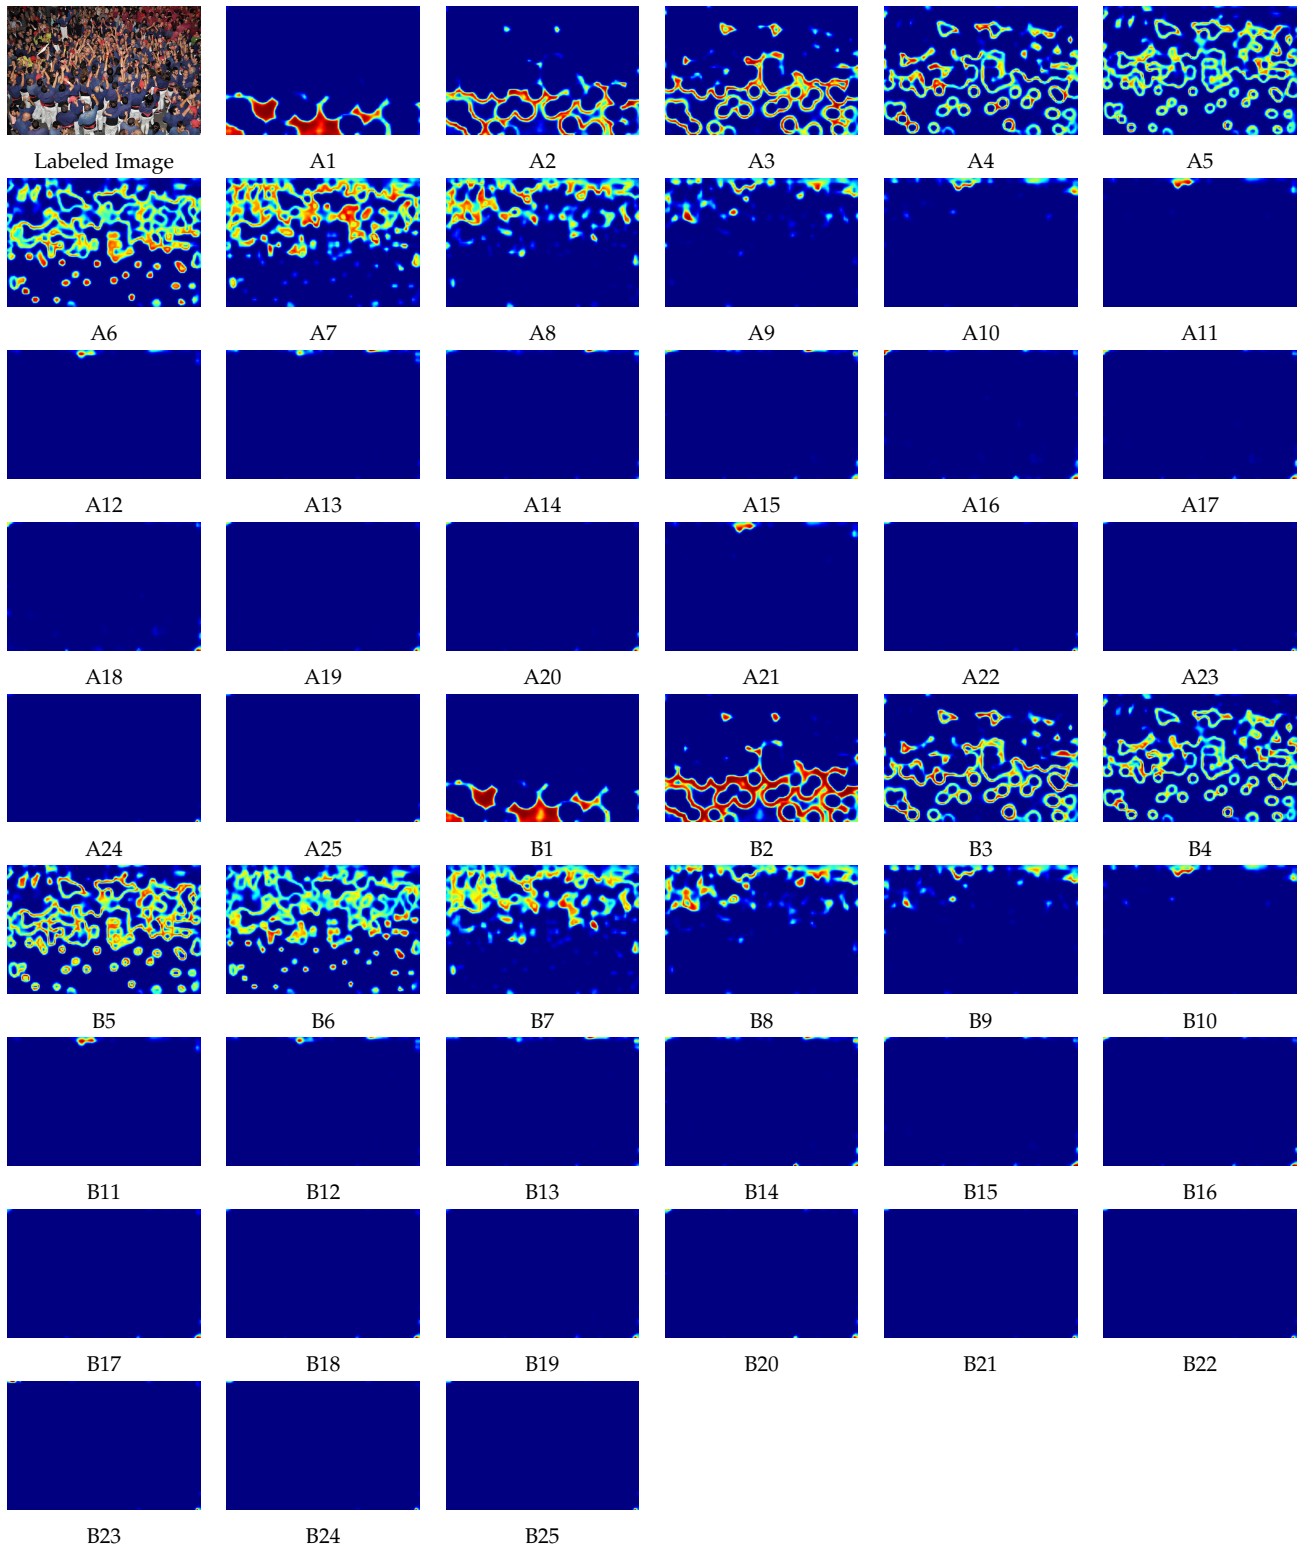 Labeled Image A1 A2 A3 A4 A5
A6 A7 A8 A9 A10 A11
A12 A13 A14 A15 A16 A17
A18 A19 A20 A21 A22 A23
A24 A25 B1 B2 B3 B4
B5 B6 B7 B8 B9 B10
B11 B12 B13 B14 B15 B16
B17 B18 B19 B20 B21 B22
B23 B24 B25